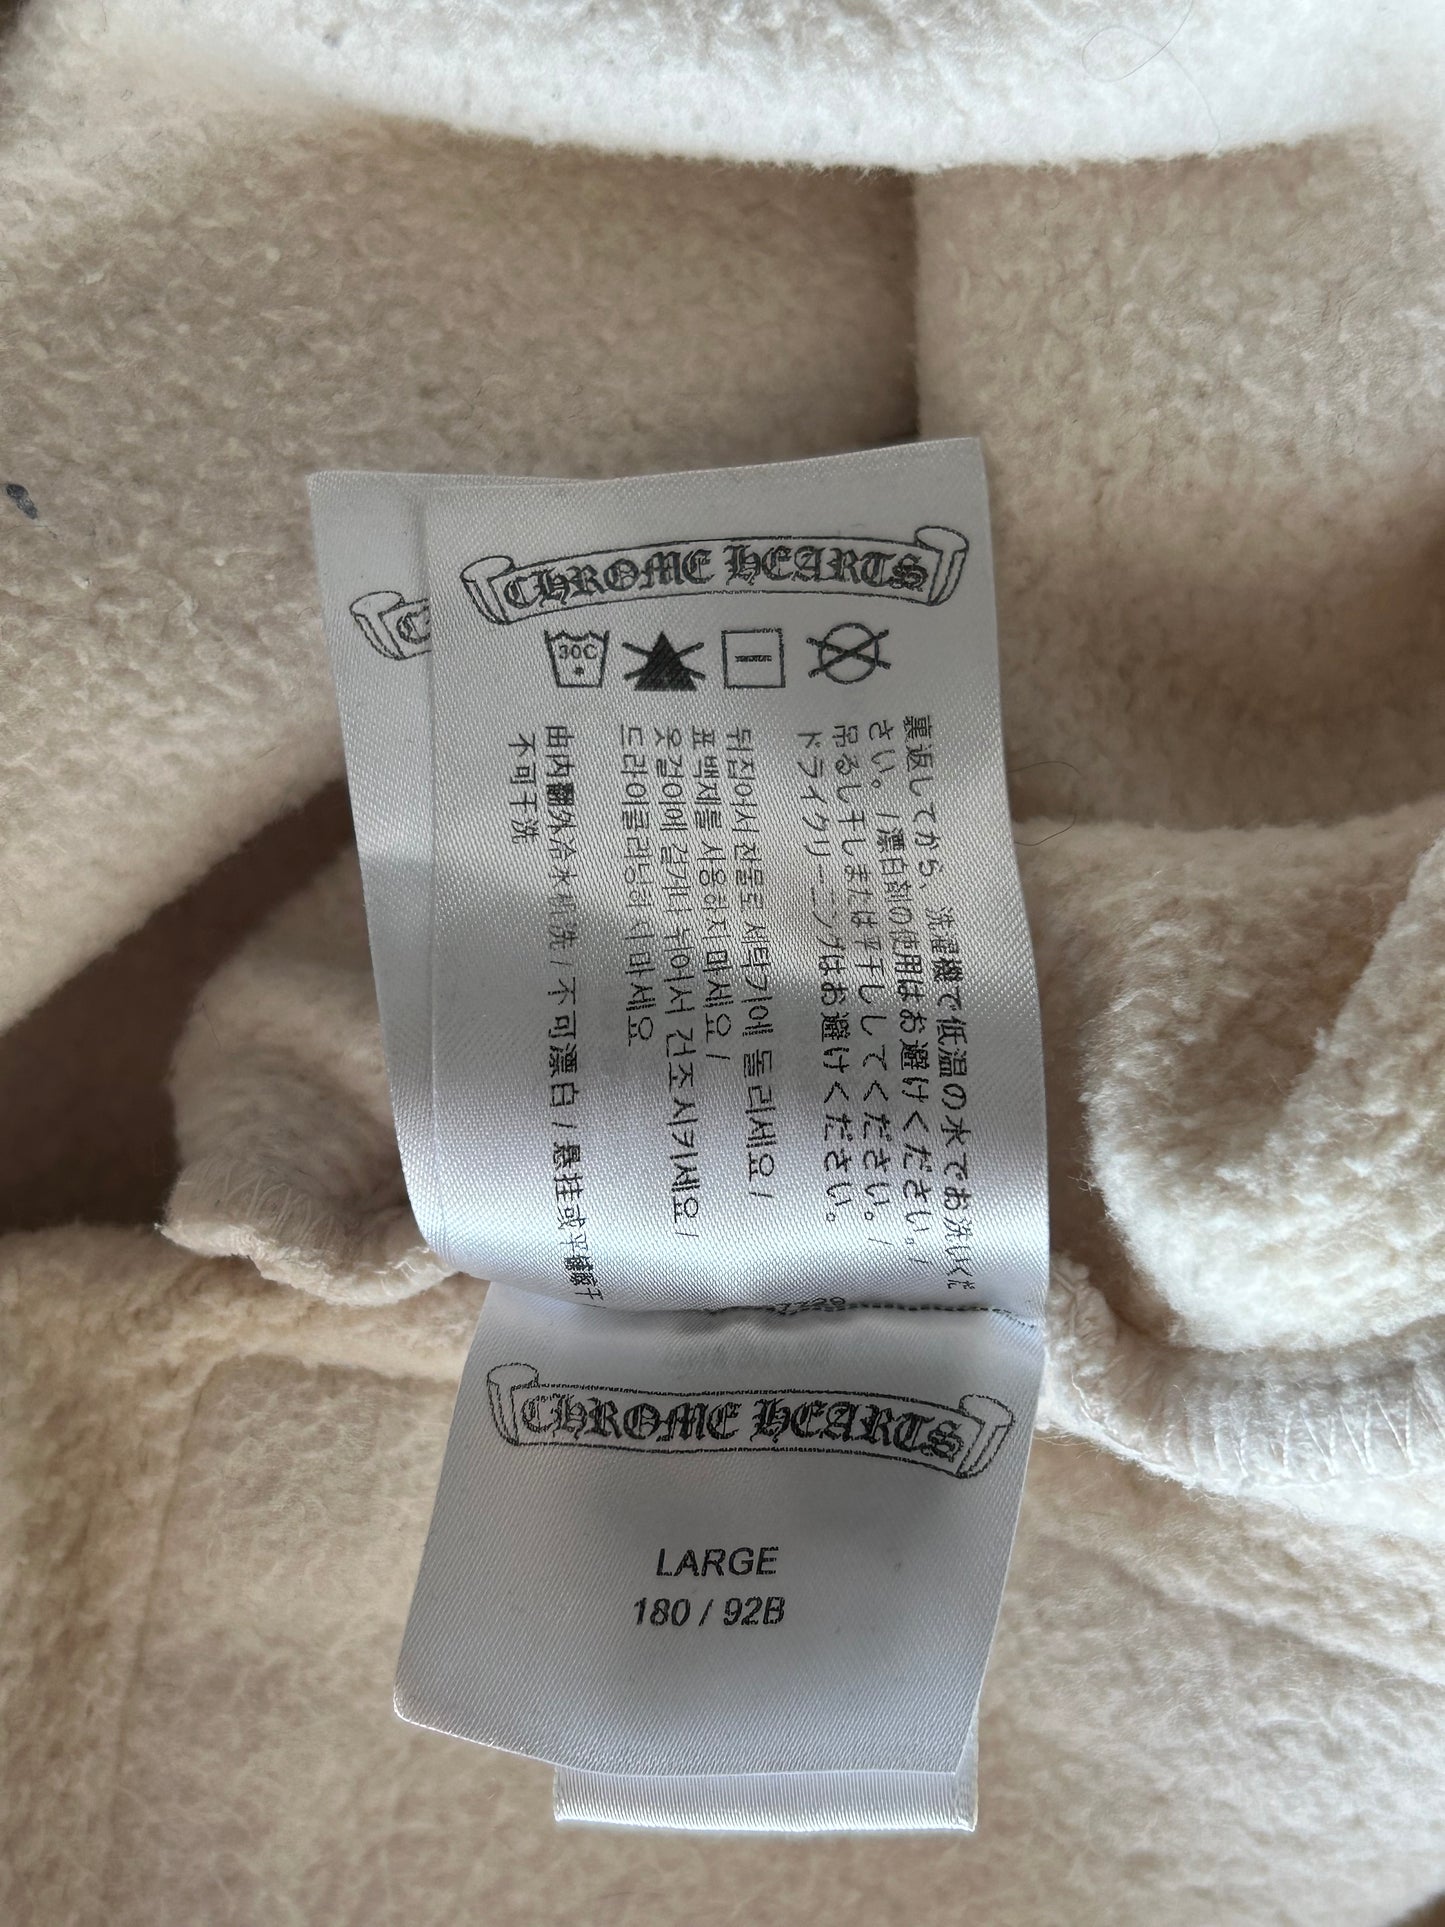 CHROME HEARTS
30C
裏返してから、洗濯機で低温の水でお洗いくだ
さい。/漂白剤の使用はお避けください。/
吊るし干しまたは平干ししてください。/
ドライクリーニングはお避けください。
뒤집어서 찬물로 세탁기에 돌리세요 /
표백제를 사용하지마세요 /
옷걸이에 걸거나 뉘어서 건조시키세요 /
드라이클리닝하지마세요
由内翻外冷水机洗 / 不可漂白 / 悬挂或平铺晾干 /
不可干洗
CHROME HEARTS
LARGE
180 / 92B